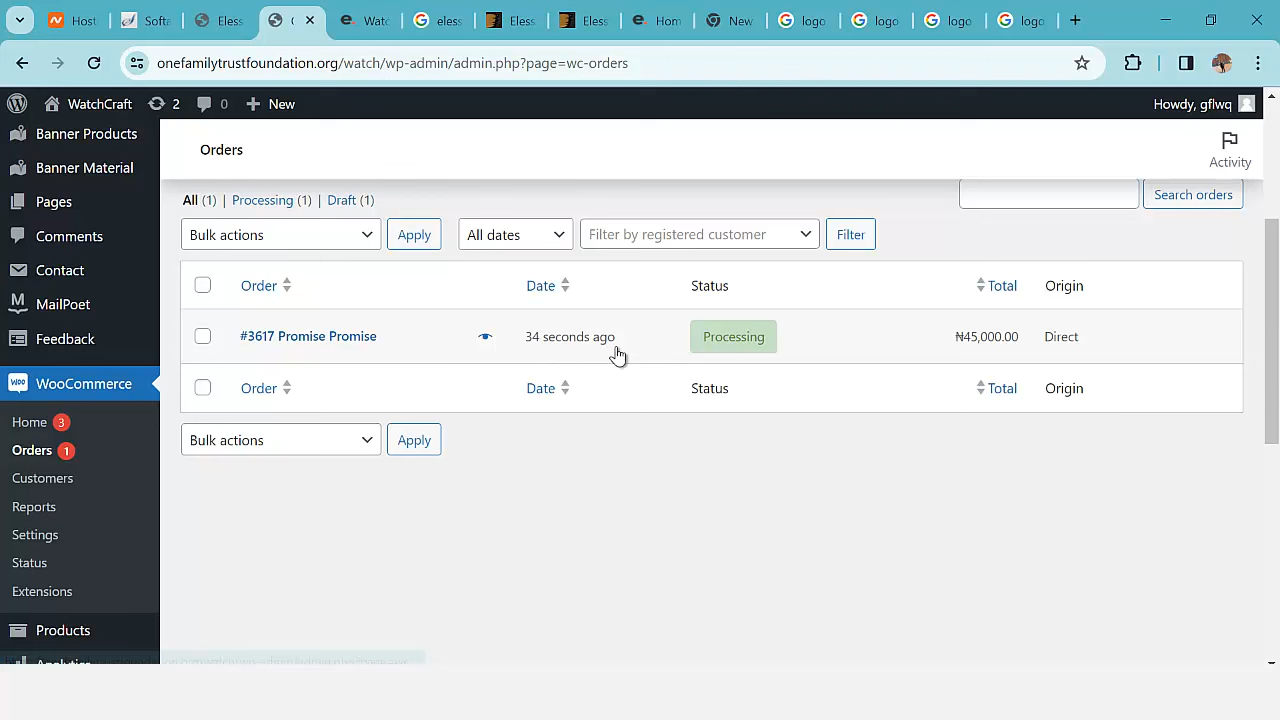 Host
Softa
Eless
C
Watc
eless
Eless
Eless
Hom
New
logo
logo
logo
logo
onefamilytrustfoundation.org/watch/wp-admin/admin.php?page=wc-orders
WatchCraft 2 0 New Howdy, gflwq
Banner Products
Banner Material
Pages
Comments
Contact
MailPoet
Feedback
WooCommerce
Home 3
Orders 1
Customers
Reports
Settings
Status
Extensions
Products
Analytics
Orders
Activity
All (1) | Processing (1) | Draft (1)
Search orders
Bulk actions Apply All dates Filter by registered customer Filter
Order Date Status Total Origin
#3617 Promise Promise 34 seconds ago Processing ₦45,000.00 Direct
Order Date Status Total Origin
Bulk actions Apply